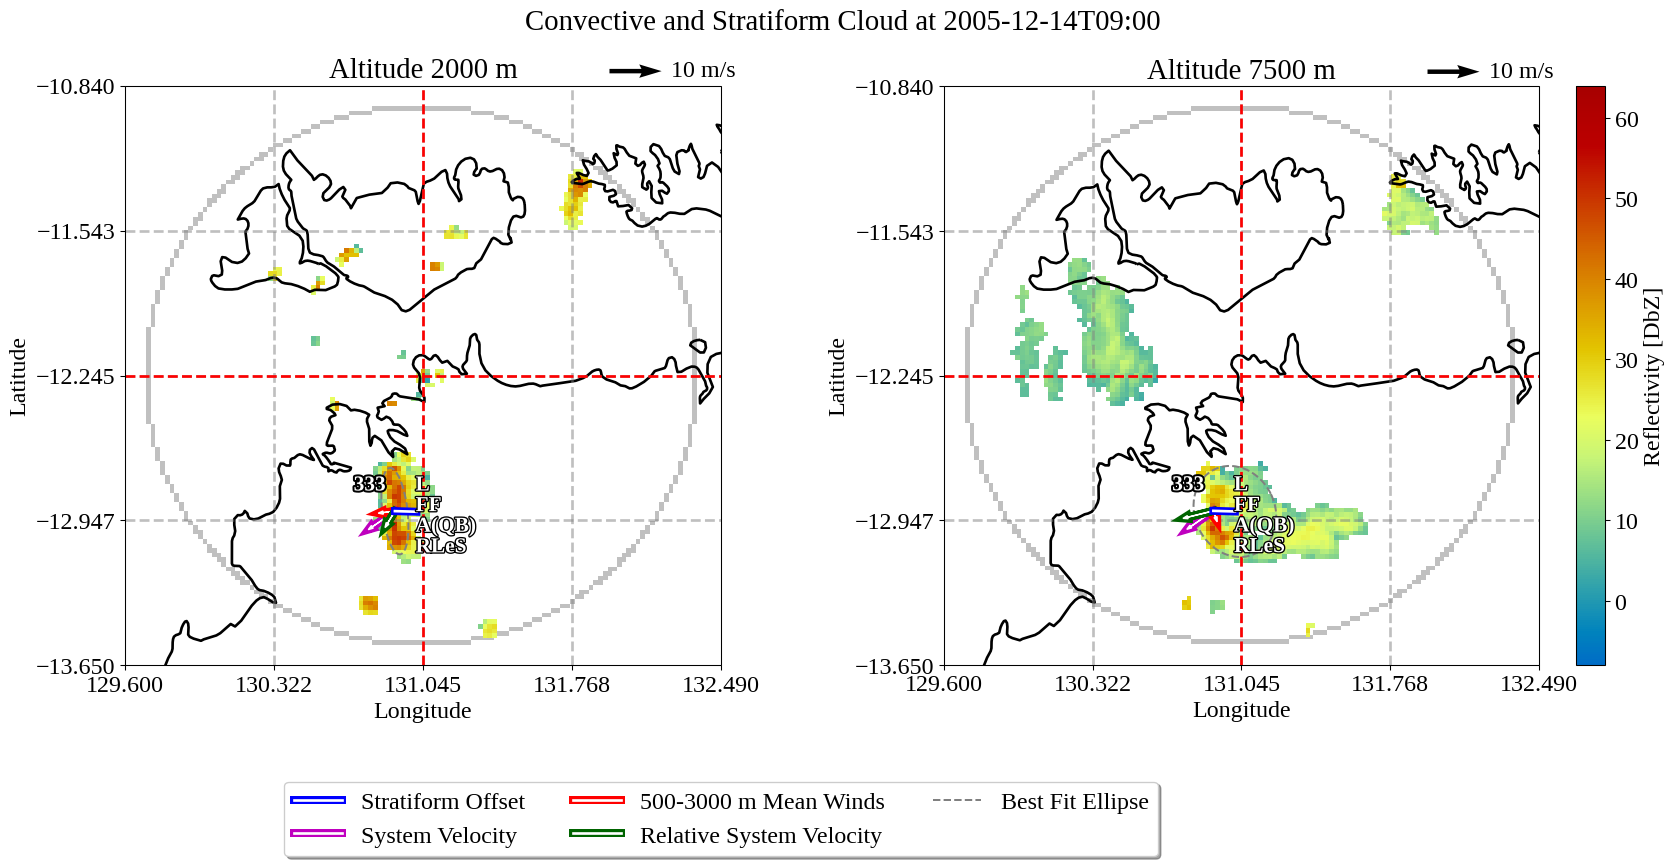 Convective and Stratiform Cloud at 2005-12-14T09:00
Altitude 2000 m
10 m/s
−10.840
−11.543
−12.245
−12.947
−13.650
Latitude
129.600
130.322
131.045
131.768
132.490
Longitude
333
L
FF
A(QB)
RLeS
Altitude 7500 m
10 m/s
−10.840
−11.543
−12.245
−12.947
−13.650
Latitude
129.600
130.322
131.045
131.768
132.490
Longitude
333
L
FF
A(QB)
RLeS
60
50
40
30
20
10
0
Reflectivity [DbZ]
Stratiform Offset
System Velocity
500-3000 m Mean Winds
Relative System Velocity
Best Fit Ellipse